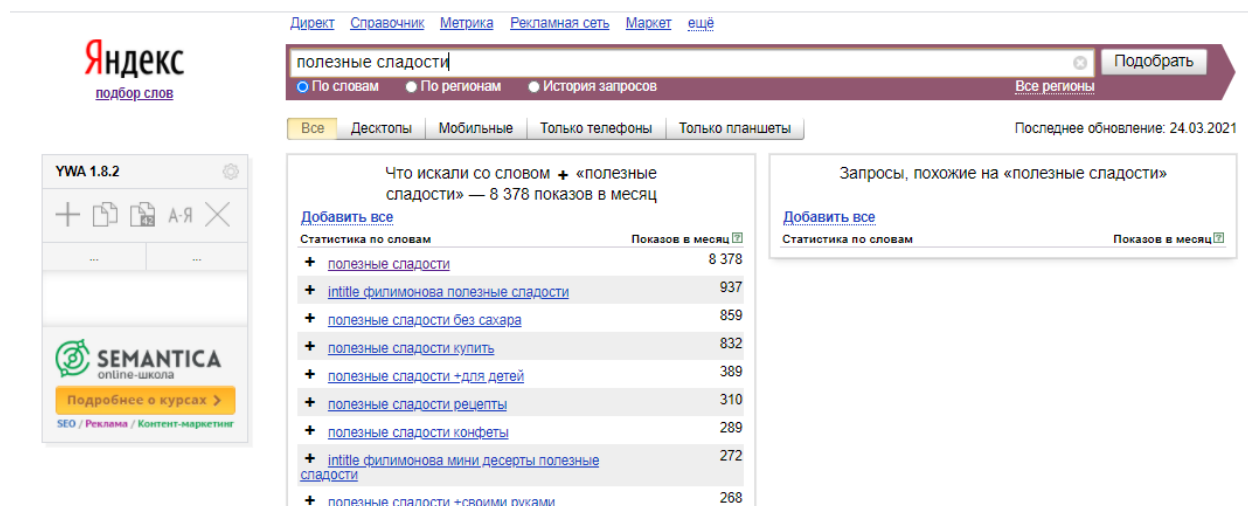 Директ Справочник Метрика Рекламная сеть Маркет ещё
Яндекс
подбор слов
полезные сладости
Подобрать
По словам По регионам История запросов
Все регионы
Все Десктопы Мобильные Только телефоны Только планшеты
Последнее обновление: 24.03.2021
YWA 1.8.2
А-Я
... ...
SEMANTICA
online-школа
Подробнее о курсах >
SEO / Реклама / Контент-маркетинг
Что искали со словом + «полезные
сладости» — 8 378 показов в месяц
Добавить все
Статистика по словам Показов в месяц ?
+ полезные сладости 8 378
+ intitle филимонова полезные сладости 937
+ полезные сладости без сахара 859
+ полезные сладости купить 832
+ полезные сладости +для детей 389
+ полезные сладости рецепты 310
+ полезные сладости конфеты 289
+ intitle филимонова мини десерты полезные 272
сладости
+ полезные сладости +своими руками 268
Запросы, похожие на «полезные сладости»
Добавить все
Статистика по словам Показов в месяц ?